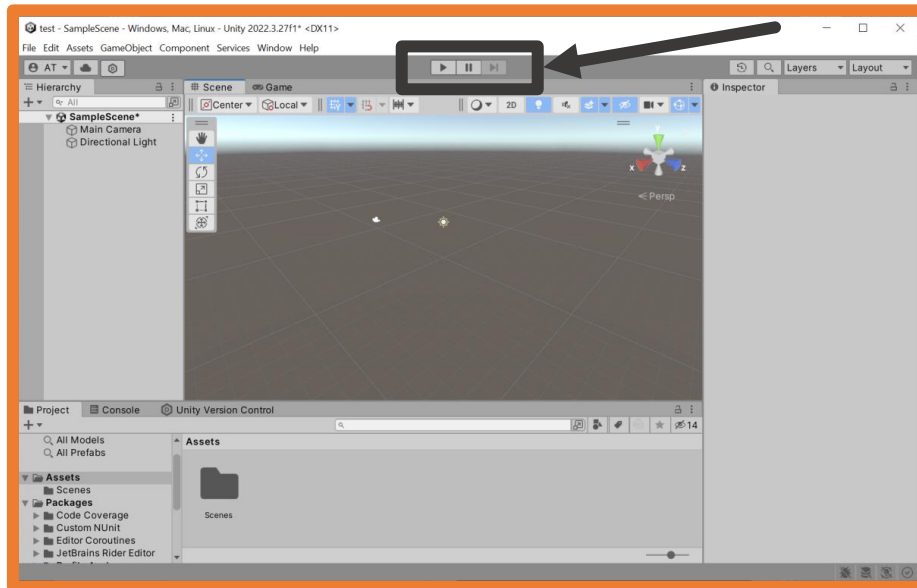 test - SampleScene - Windows, Mac, Linux - Unity 2022.3.27f1* <DX11>
File Edit Assets GameObject Component Services Window Help
AT Layers Layout
Hierarchy Scene Game Inspector
All Center Local 2D
SampleScene*
Main Camera
Directional Light
x y z
Persp
Project Console Unity Version Control
14
All Models
All Prefabs
Assets
Assets
Scenes
Packages
Code Coverage
Custom NUnit
Editor Coroutines
JetBrains Rider Editor
Scenes